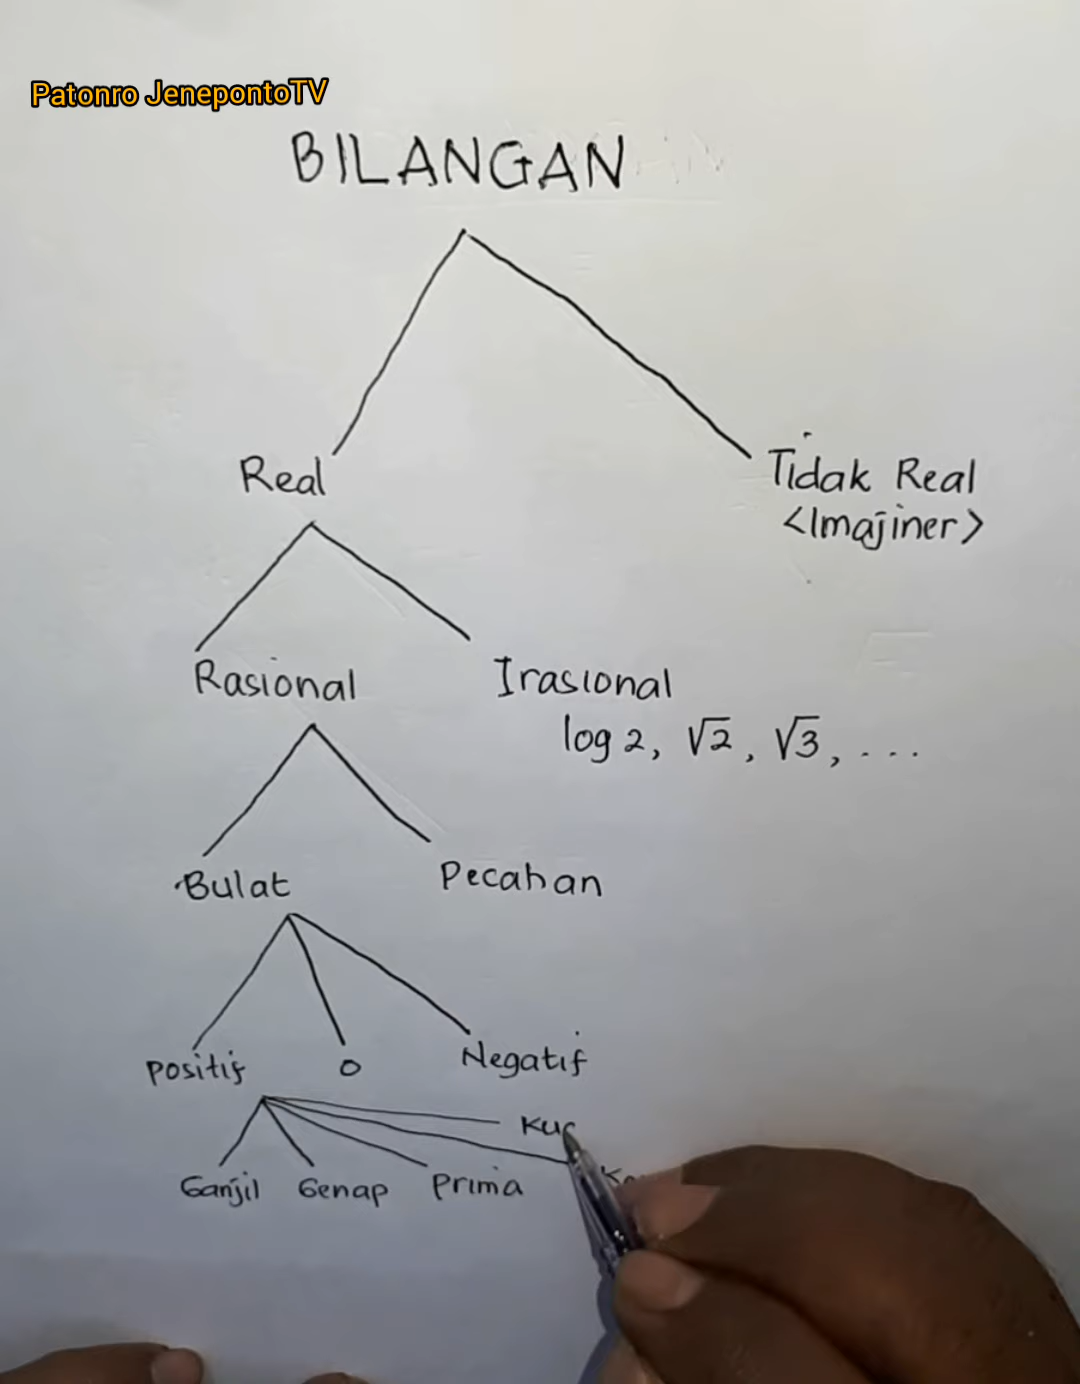 Patonro JenepontoTV
BILANGAN
Real
Tidak Real
<Imajiner>
Rasional
Irasional
log 2, √2, √3, ...
Bulat
Pecahan
Positif
0
Negatif
Ganjil
Genap
Prima